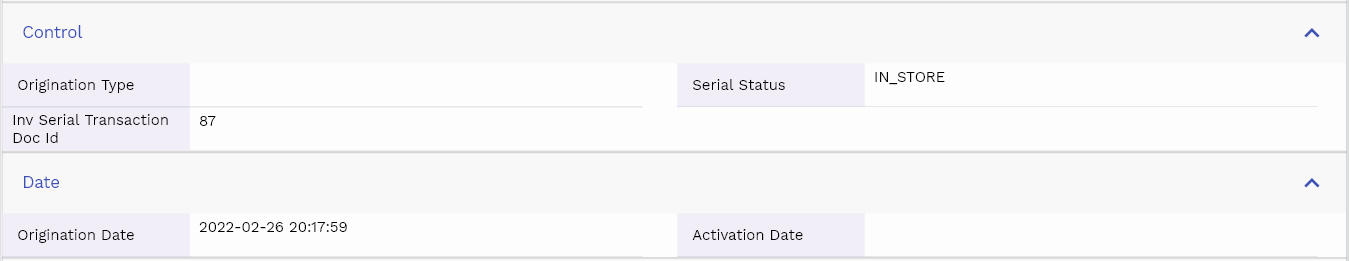 Control
Origination Type
Serial Status
IN_STORE
Inv Serial Transaction
Doc Id
87
Date
Origination Date
2022-02-26 20:17:59
Activation Date